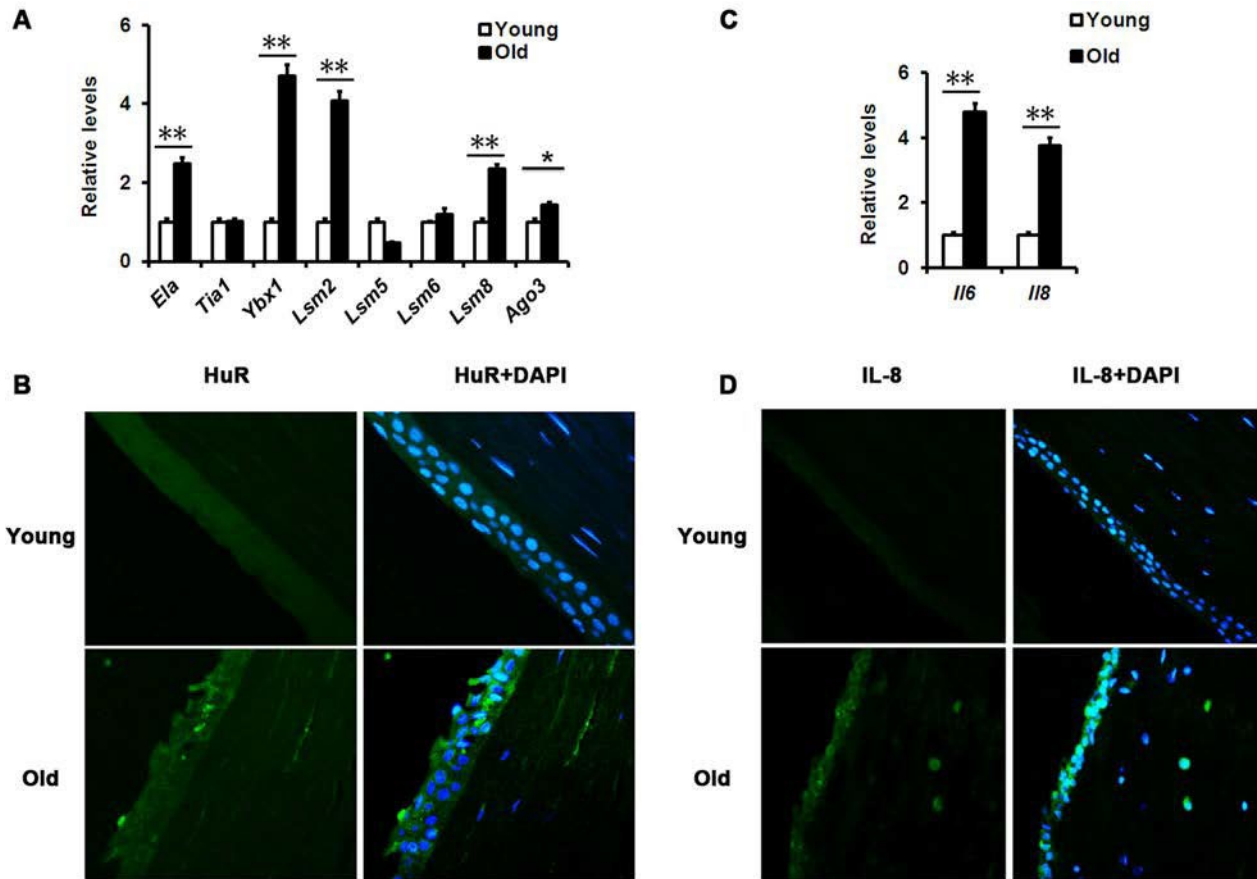 A
Young
Old
Relative levels
6
4
2
0
**
**
**
**
*
Ela
Tia1
Ybx1
Lsm2
Lsm5
Lsm6
Lsm8
Ago3
C
Young
Old
Relative levels
6
4
2
0
**
**
Il6
Il8
B
HuR
HuR+DAPI
Young
Old
D
IL-8
IL-8+DAPI
Young
Old